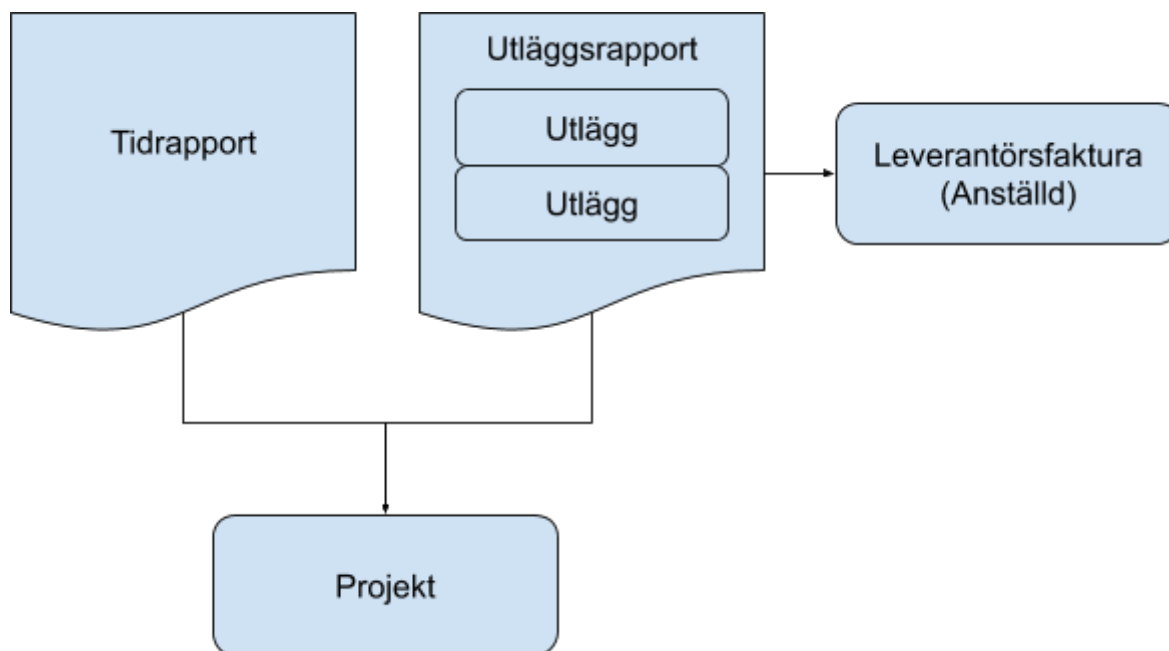 Tidrapport
Utläggsrapport
Utlägg
Utlägg
Leverantörsfaktura
(Anställd)
Projekt